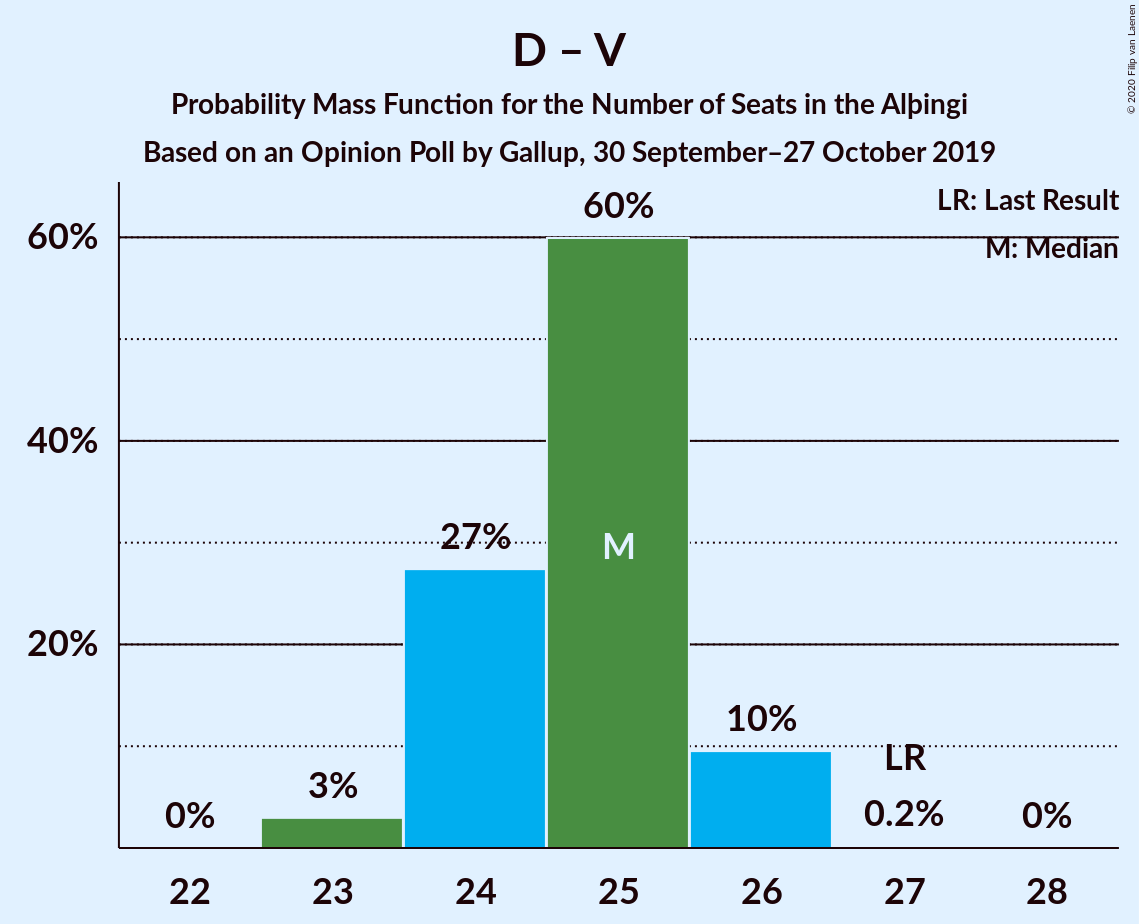 D – V
Probability Mass Function for the Number of Seats in the Alþingi
Based on an Opinion Poll by Gallup, 30 September–27 October 2019
© 2020 Filip van Laenen
LR: Last Result
M: Median
60%
40%
20%
0%
3%
27%
60%
M
10%
LR
0.2%
0%
22 23 24 25 26 27 28